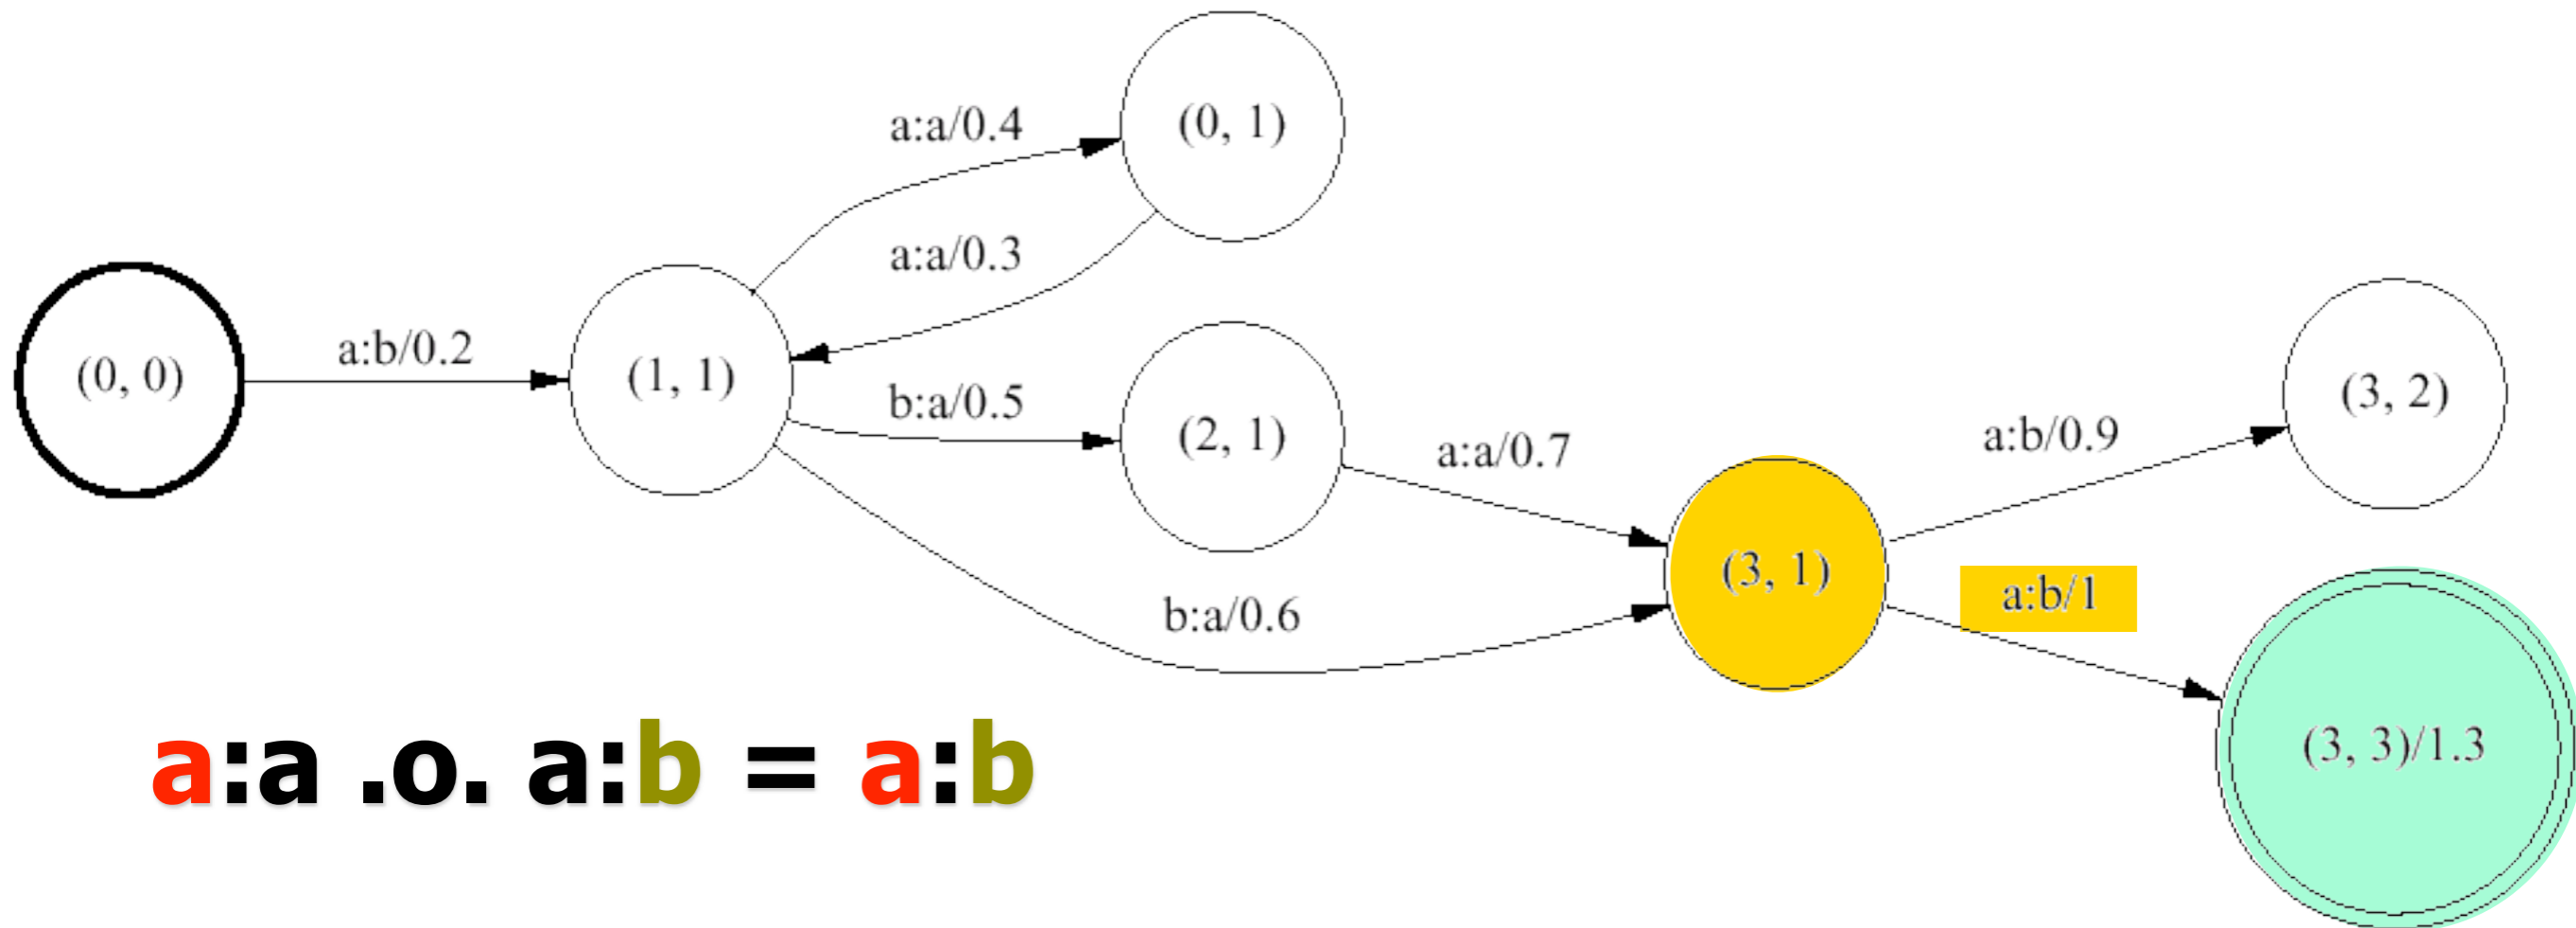 a:a/0.4
(0, 1)
a:a/0.3
(0, 0)
a:b/0.2
(1, 1)
b:a/0.5
(2, 1)
a:a/0.7
b:a/0.6
(3, 1)
a:b/0.9
(3, 2)
a:b/1
(3, 3)/1.3
a:a .o. a:b = a:b